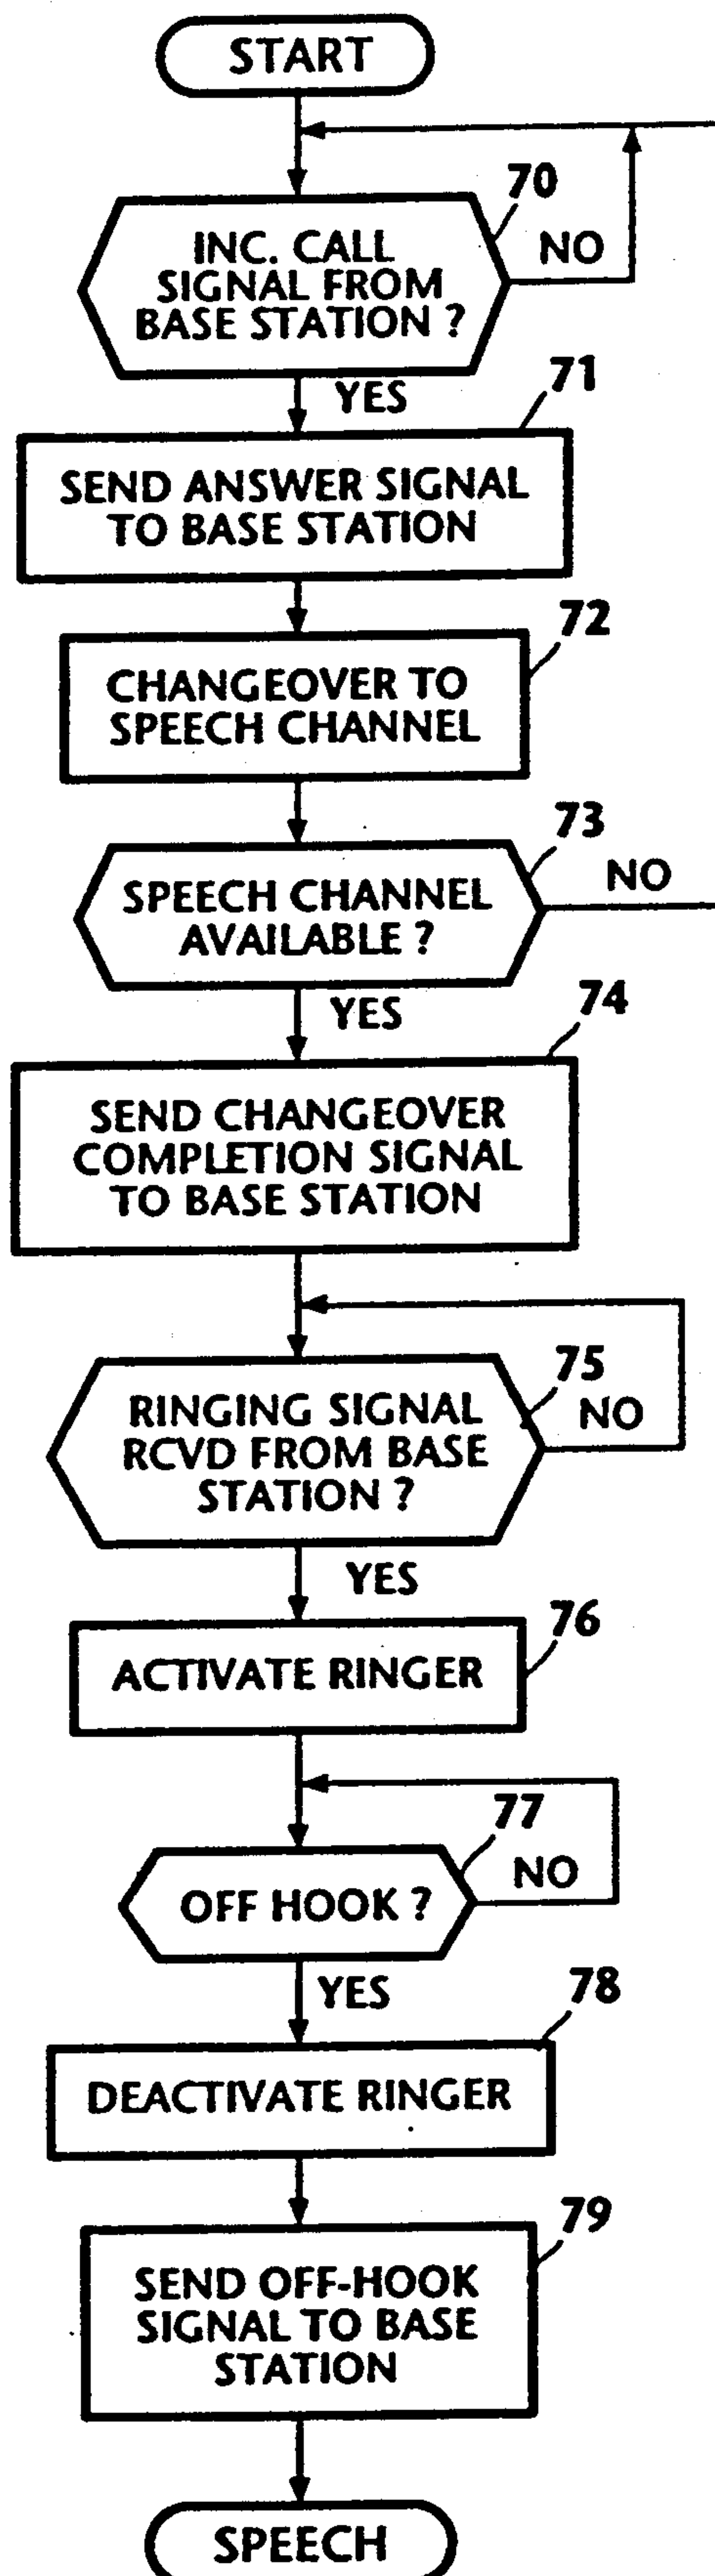 START
70
INC. CALL
SIGNAL FROM
BASE STATION ?
NO
YES
71
SEND ANSWER SIGNAL
TO BASE STATION
72
CHANGEOVER TO
SPEECH CHANNEL
73
SPEECH CHANNEL
AVAILABLE ?
NO
YES
74
SEND CHANGEOVER
COMPLETION SIGNAL
TO BASE STATION
75
RINGING SIGNAL
RCVD FROM BASE
STATION ?
NO
YES
76
ACTIVATE RINGER
77
OFF HOOK ?
NO
YES
78
DEACTIVATE RINGER
79
SEND OFF-HOOK
SIGNAL TO BASE
STATION
SPEECH